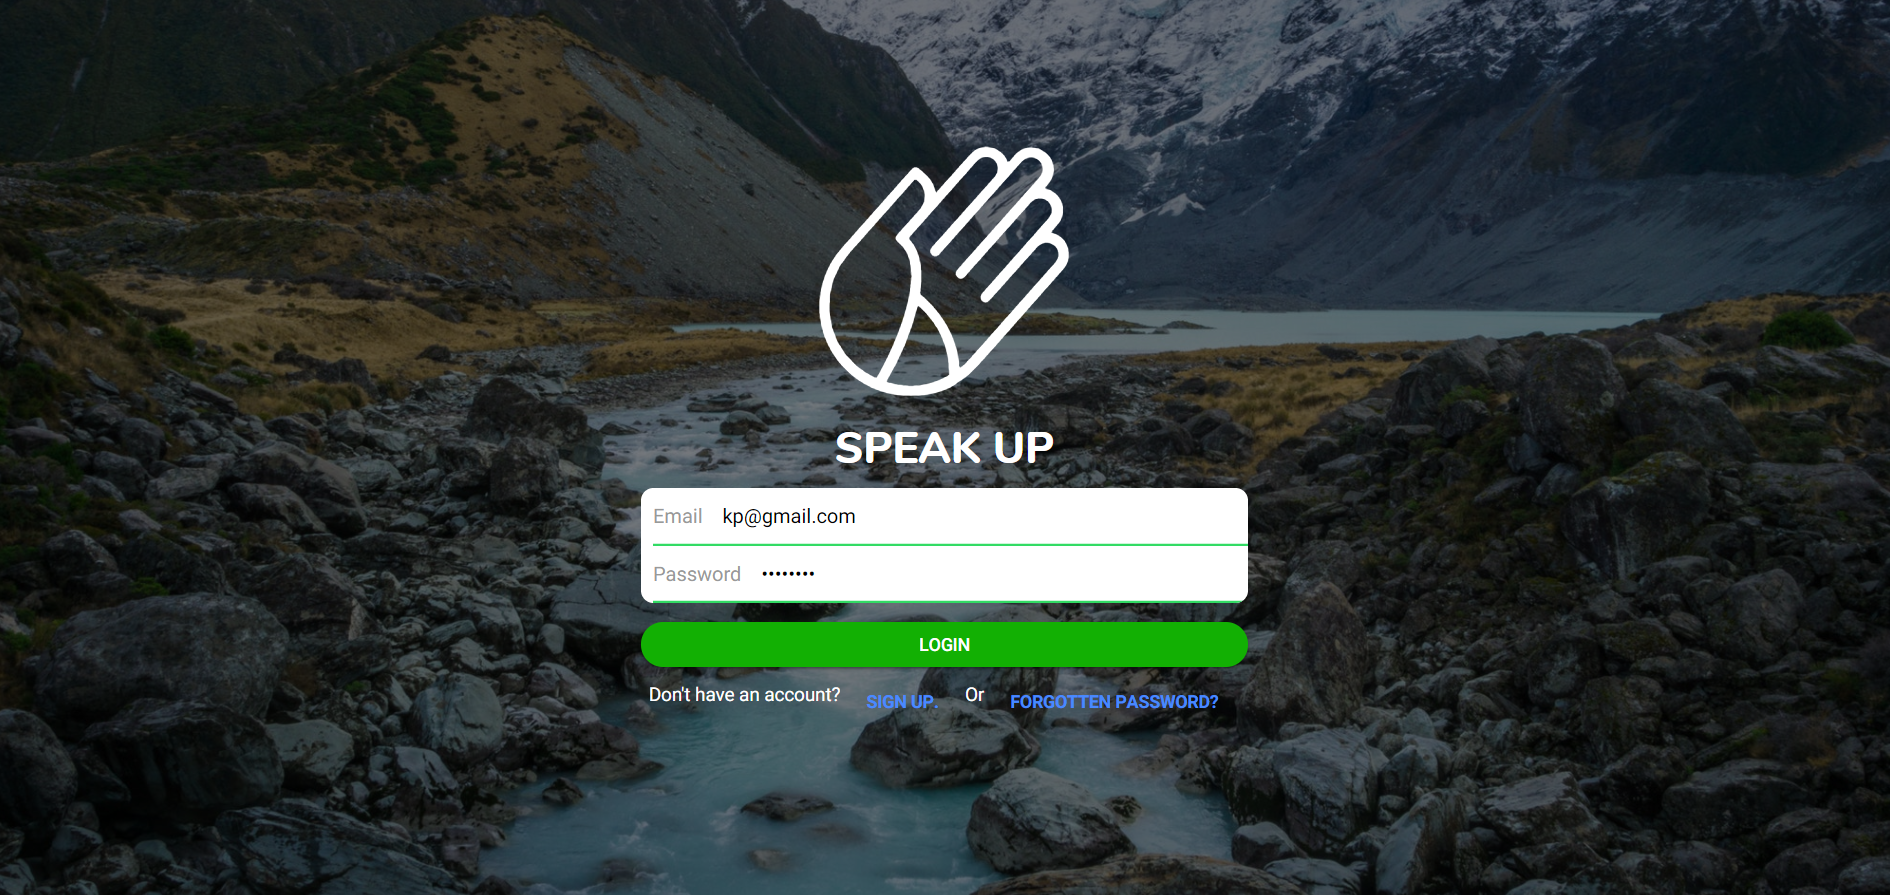 SPEAK UP
Email kp@gmail.com
Password ••••••••
LOGIN
Don't have an account? SIGN UP. Or FORGOTTEN PASSWORD?